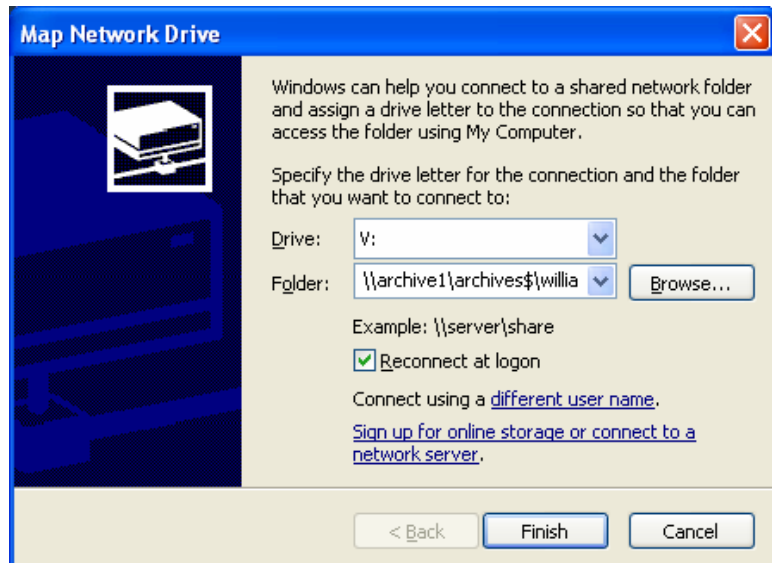 Map Network Drive
Windows can help you connect to a shared network folder
and assign a drive letter to the connection so that you can
access the folder using My Computer.
Specify the drive letter for the connection and the folder
that you want to connect to:
Drive: V:
Folder: \\archive1\archives$\willia Browse...
Example: \\server\share
Reconnect at logon
Connect using a different user name.
Sign up for online storage or connect to a
network server.
< Back Finish Cancel